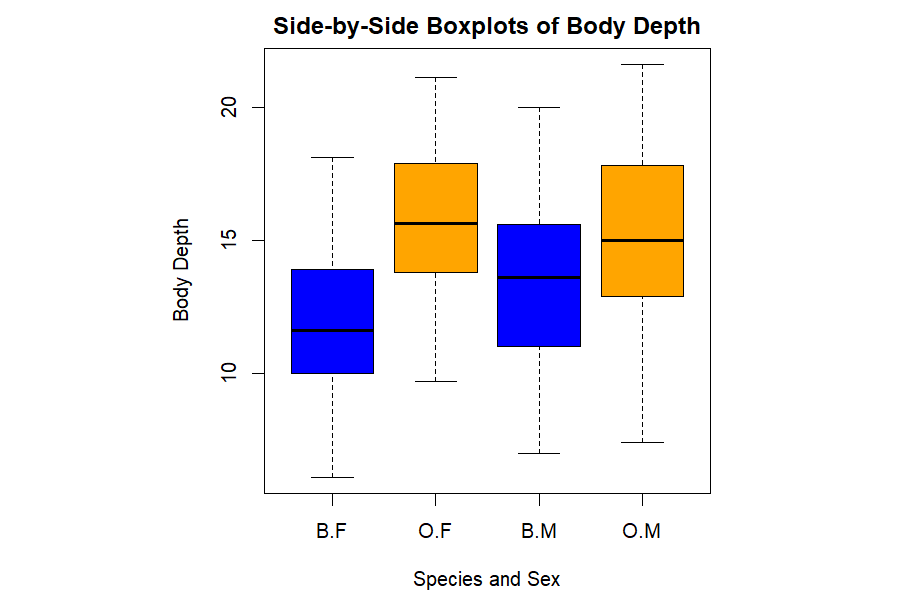 Side-by-Side Boxplots of Body Depth
Body Depth
20
15
10
B.F O.F B.M O.M
Species and Sex